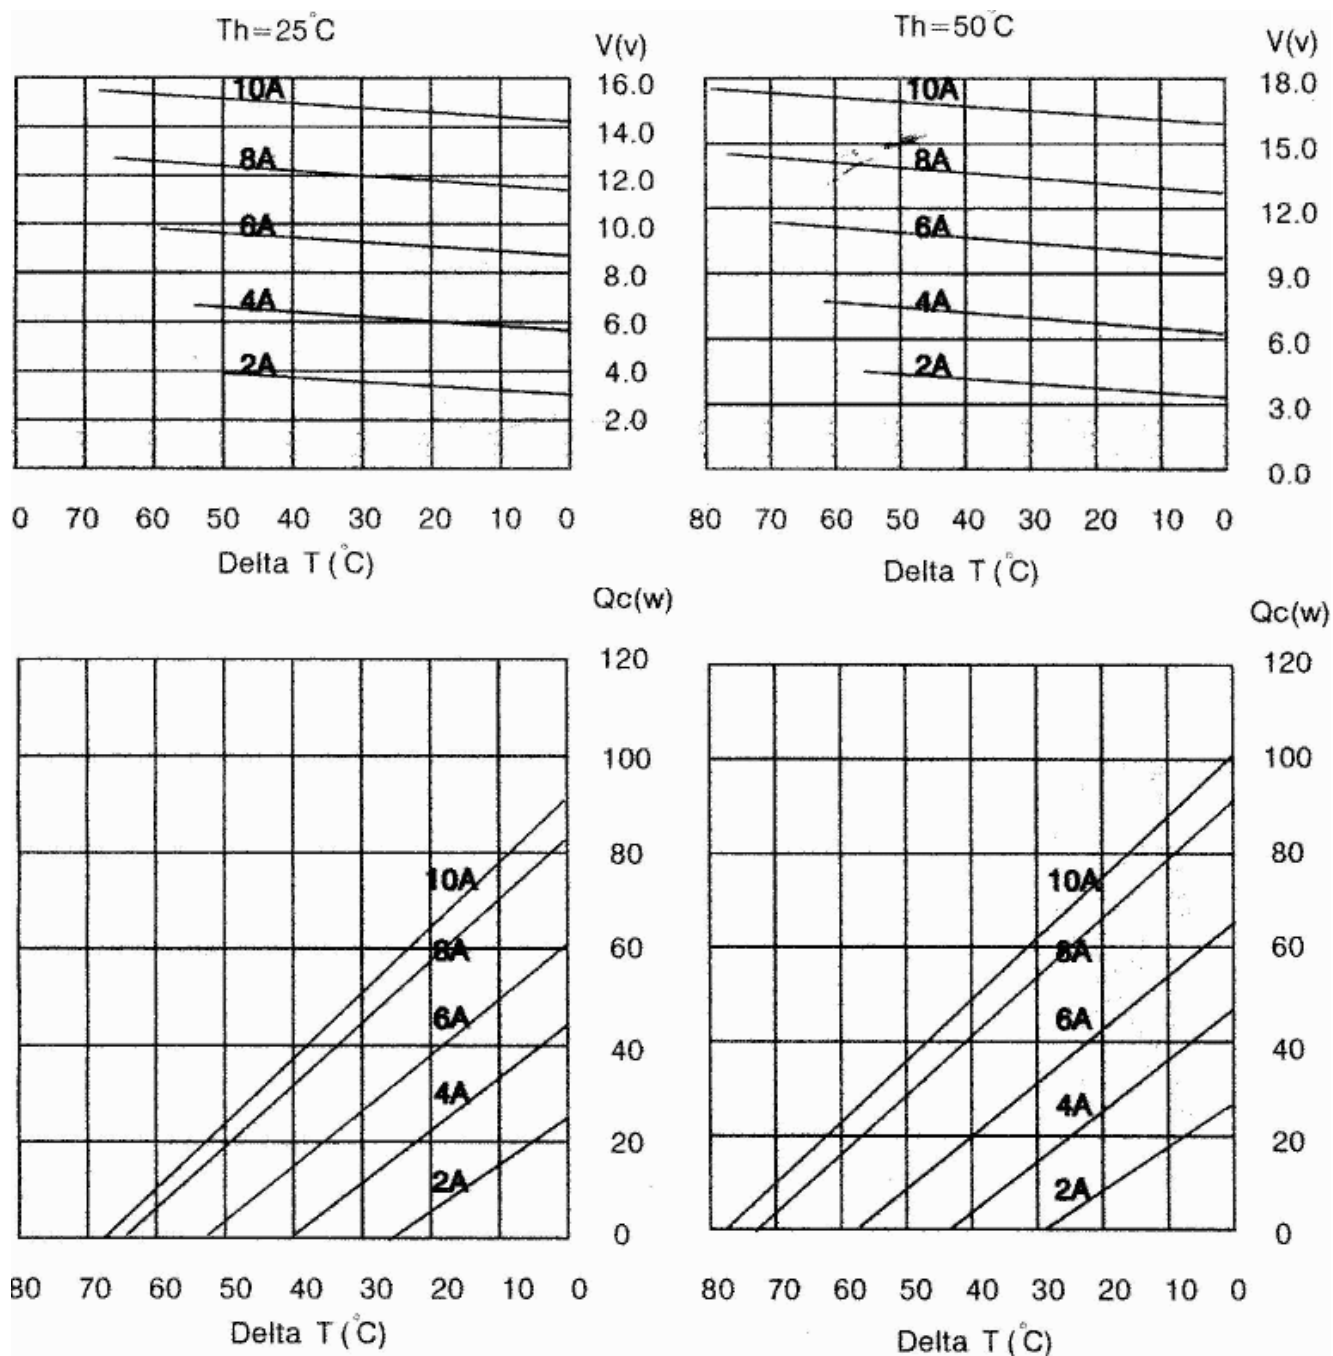 Th=25°C
V(v)
16.0
14.0
12.0
10.0
8.0
6.0
4.0
2.0
10A
8A
6A
4A
2A
0 70 60 50 40 30 20 10 0
Delta T (°C)
Th=50°C
V(v)
18.0
15.0
12.0
9.0
6.0
3.0
0.0
10A
8A
6A
4A
2A
80 70 60 50 40 30 20 10 0
Delta T (°C)
Qc(w)
120
100
80
60
40
20
0
10A
8A
6A
4A
2A
80 70 60 50 40 30 20 10 0
Delta T (°C)
Qc(w)
120
100
80
60
40
20
0
10A
8A
6A
4A
2A
80 70 60 50 40 30 20 10 0
Delta T (°C)